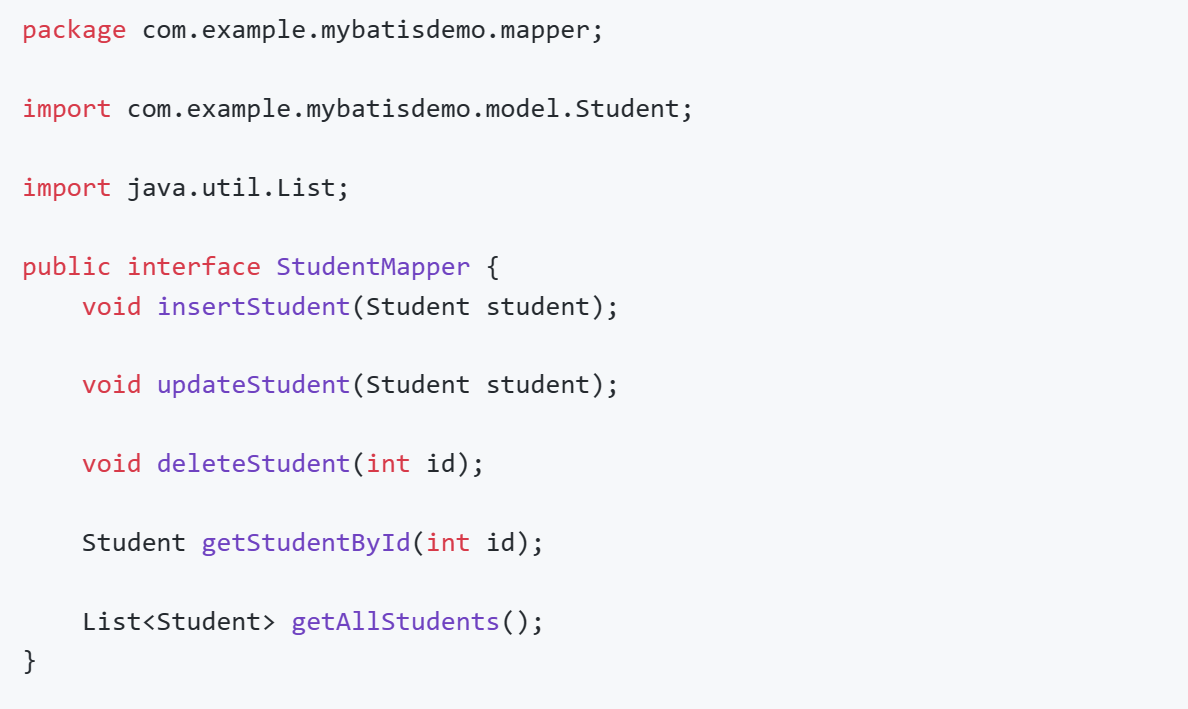 package com.example.mybatisdemo.mapper;
import com.example.mybatisdemo.model.Student;
import java.util.List;
public interface StudentMapper {
    void insertStudent(Student student);
    void updateStudent(Student student);
    void deleteStudent(int id);
    Student getStudentById(int id);
    List<Student> getAllStudents();
}